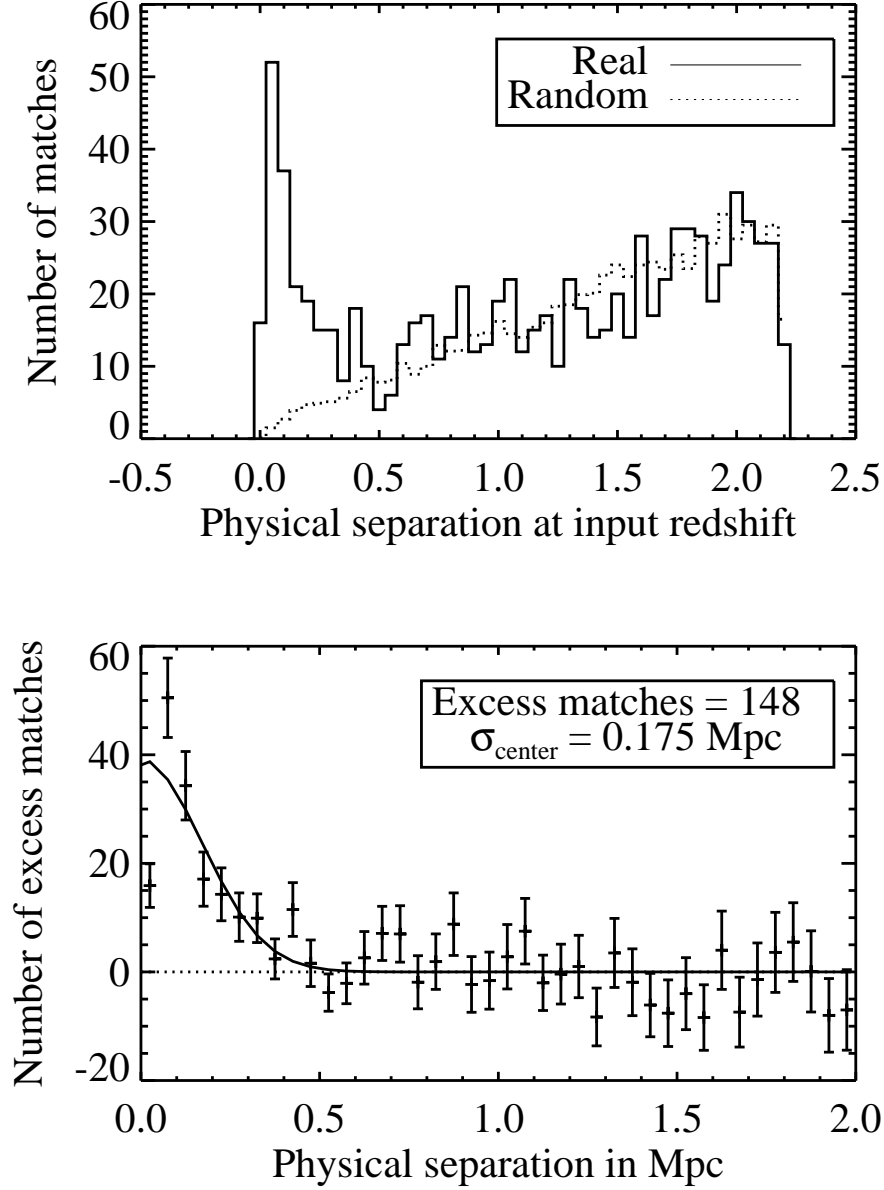 60
50
40
30
20
10
0
Number of matches
Real
Random
-0.5 0.0 0.5 1.0 1.5 2.0 2.5
Physical separation at input redshift
60
40
20
0
-20
Number of excess matches
Excess matches = 148
σcenter = 0.175 Mpc
0.0 0.5 1.0 1.5 2.0
Physical separation in Mpc